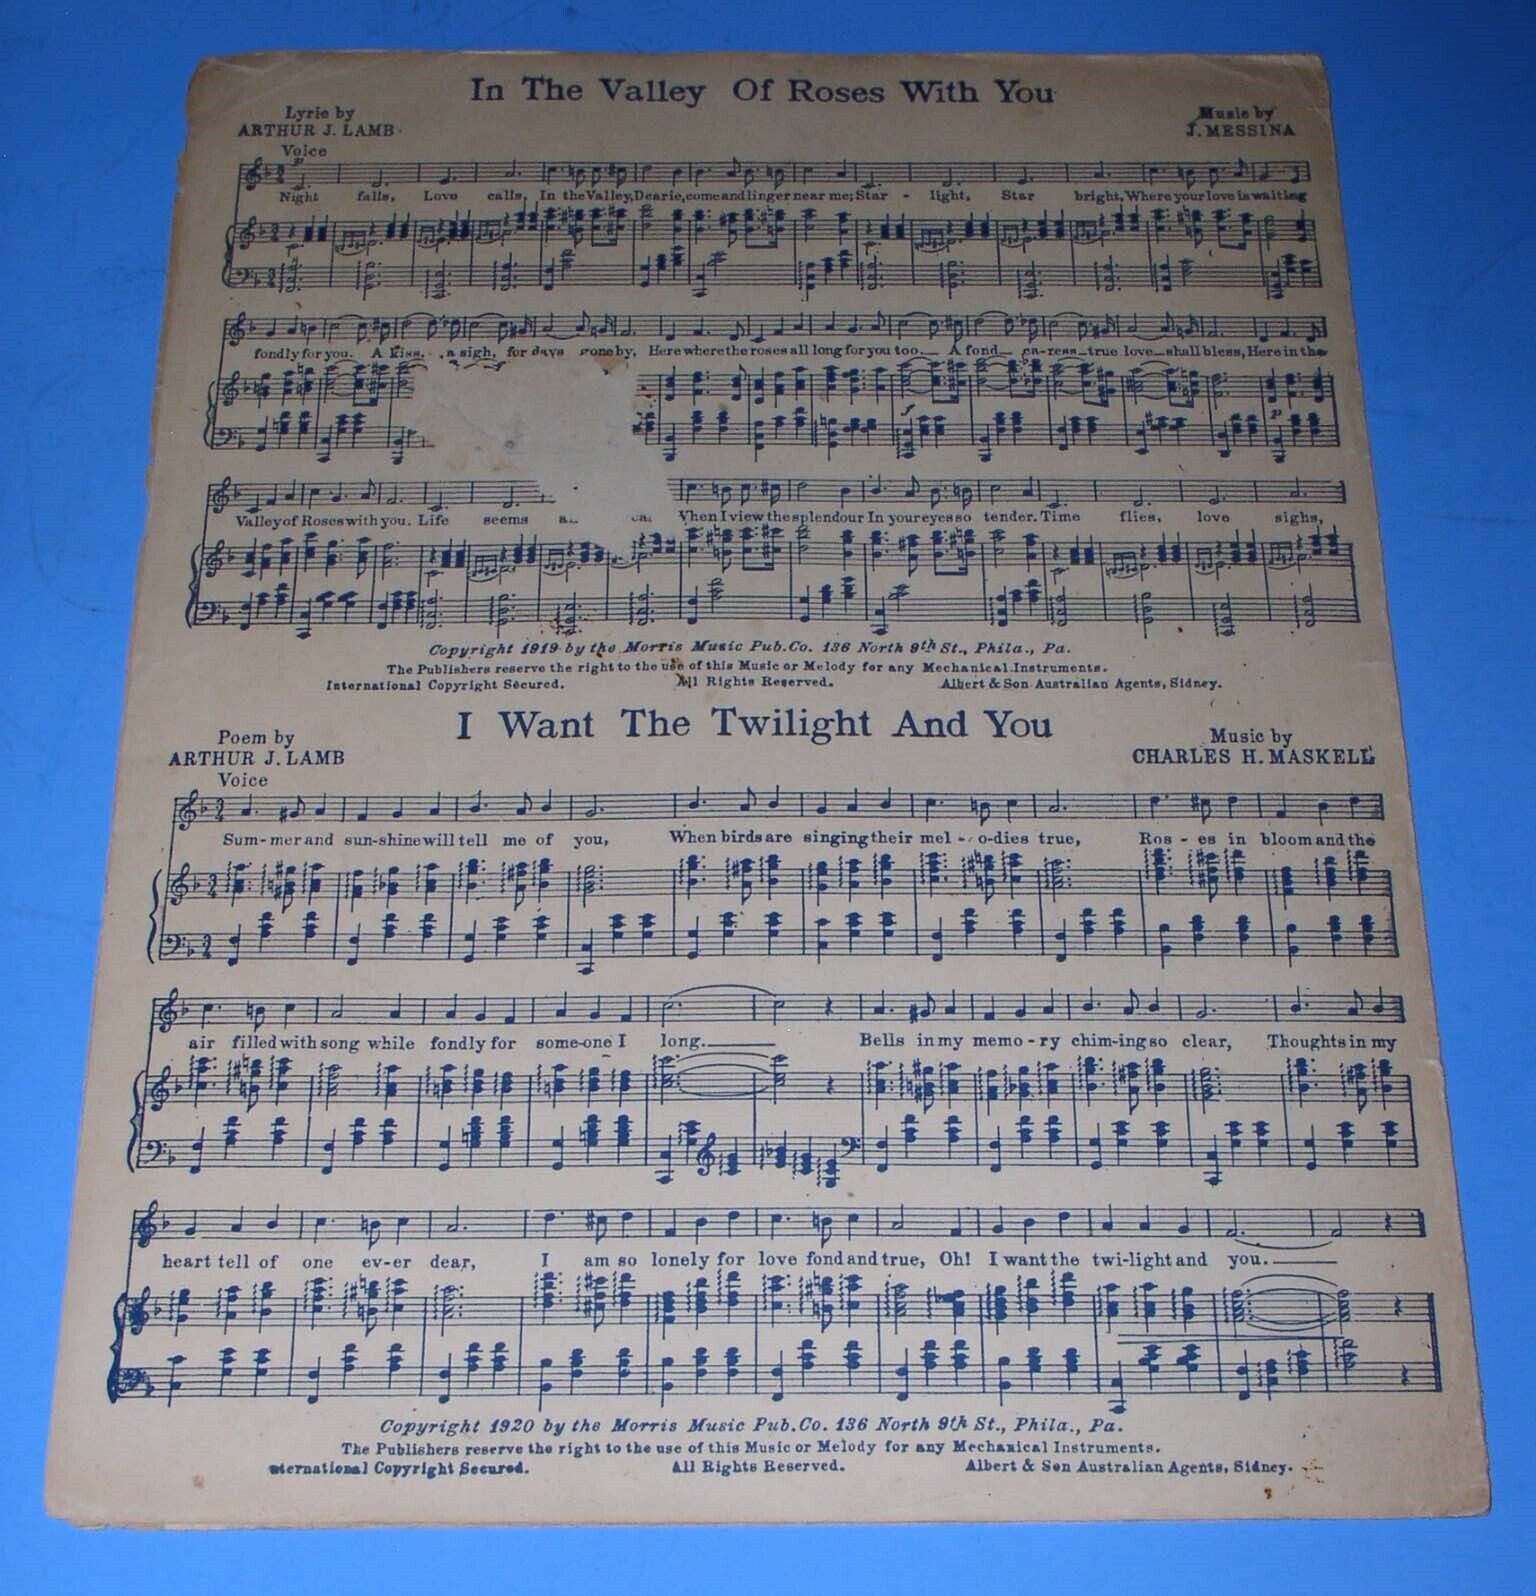 In The Valley Of Roses With You
Lyric by
ARTHUR J. LAMB
Music by
J. MESSINA
Voice
Night falls, Love calls, In the Valley, Dearie, come and linger near me; Star - light, Star bright, Where your love is waiting
fondly for you. A kiss, a sigh, for days gone by, Here where the roses all long for you too. A fond ca-ress true love shall bless, Here in the
Valley of Roses with you. Life seems When I view the splendour In your eyes so tender. Time flies, love sighs,
Copyright 1919 by the Morris Music Pub. Co. 136 North 9th St., Phila., Pa.
The Publishers reserve the right to the use of this Music or Melody for any Mechanical Instruments.
International Copyright Secured. All Rights Reserved. Albert & Son Australian Agents, Sidney.
I Want The Twilight And You
Poem by
ARTHUR J. LAMB
Music by
CHARLES H. MASKELL
Voice
Sum-mer and sun-shine will tell me of you, When birds are singing their mel-o-dies true, Ros-es in bloom and the
air filled with song while fondly for some-one I long. Bells in my memo-ry chim-ing so clear, Thoughts in my
heart tell of one ev-er dear, I am so lonely for love fond and true, Oh! I want the twi-light and you.
Copyright 1920 by the Morris Music Pub. Co. 136 North 9th St., Phila., Pa.
The Publishers reserve the right to the use of this Music or Melody for any Mechanical Instruments.
International Copyright Secured. All Rights Reserved. Albert & Son Australian Agents, Sidney.